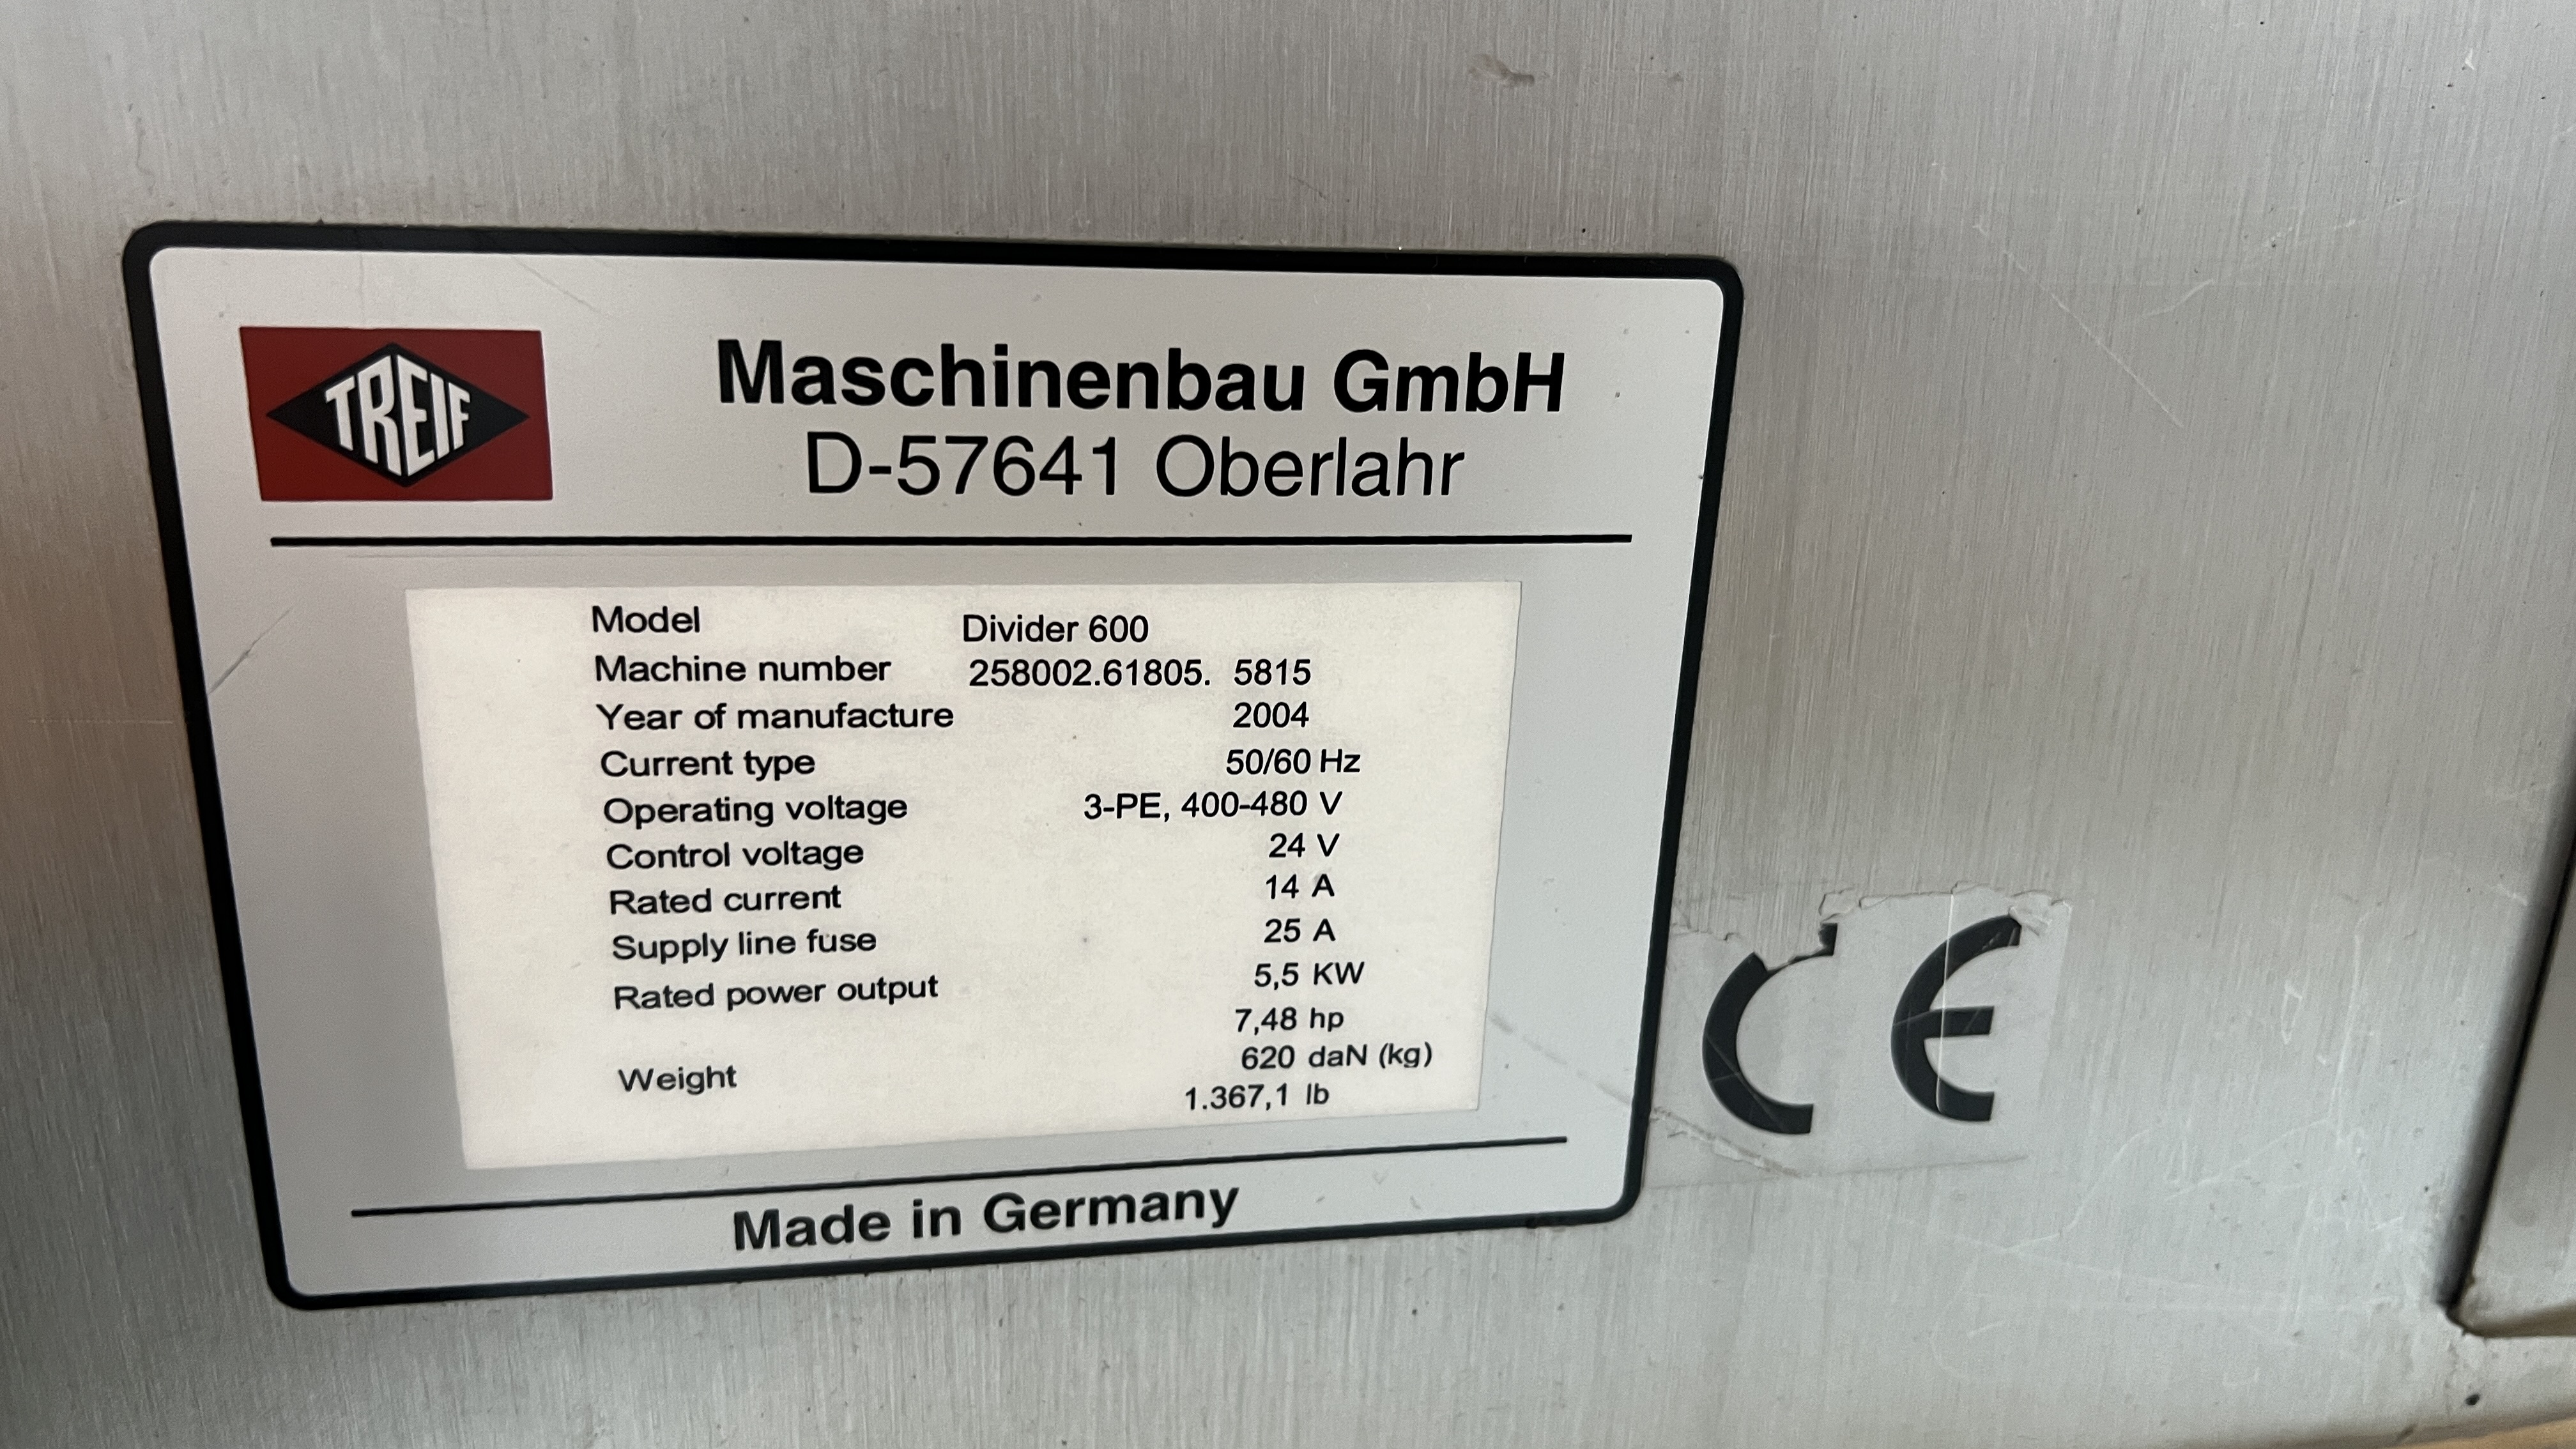 TREIF
Maschinenbau GmbH
D-57641 Oberlahr
Model Divider 600
Machine number 258002.61805. 5815
Year of manufacture 2004
Current type 50/60 Hz
Operating voltage 3-PE, 400-480 V
Control voltage 24 V
Rated current 14 A
Supply line fuse 25 A
Rated power output 5,5 KW
7,48 hp
Weight 620 daN (kg)
1.367,1 lb
Made in Germany
CE